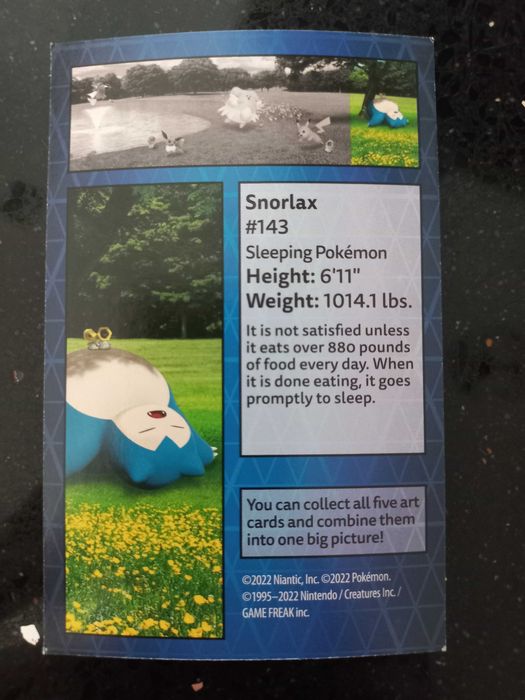 Snorlax
#143
Sleeping Pokémon
Height: 6'11"
Weight: 1014.1 lbs.
It is not satisfied unless
it eats over 880 pounds
of food every day. When
it is done eating, it goes
promptly to sleep.
You can collect all five art
cards and combine them
into one big picture!
©2022 Niantic, Inc. ©2022 Pokémon.
©1995–2022 Nintendo / Creatures Inc. /
GAME FREAK inc.